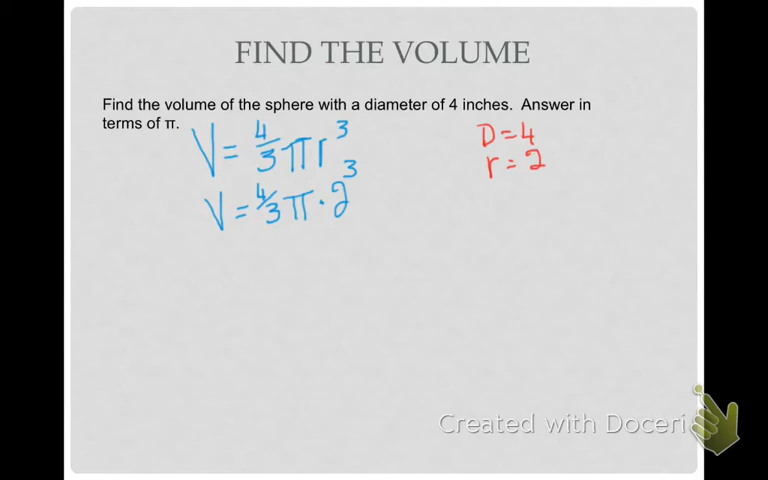 FIND THE VOLUME
Find the volume of the sphere with a diameter of 4 inches. Answer in
terms of π.
V = 4/3 π r³
D = 4
r = 2
V = 4/3 π · 2³
Created with Doceri